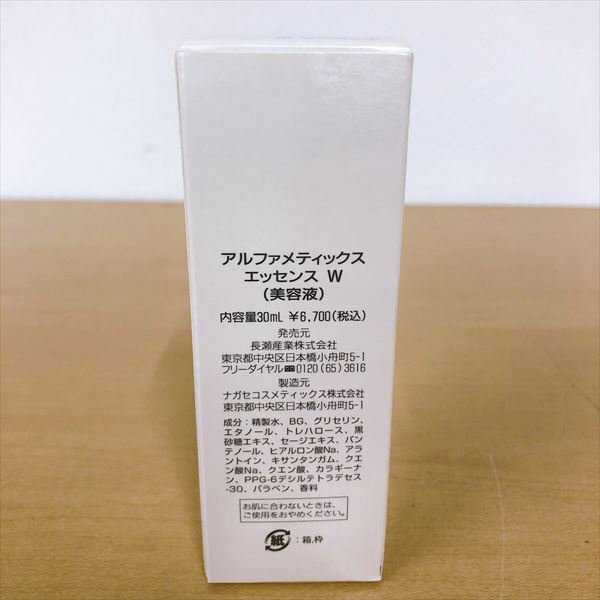 アルファメティックス
エッセンス W
(美容液)
内容量30mL ¥6,700(税込)
発売元
長瀬産業株式会社
東京都中央区日本橋小舟町5-1
フリーダイヤル 0120(65)3616
製造元
ナガセコスメティックス株式会社
東京都中央区日本橋小舟町5-1
成分：精製水、BG、グリセリン、
エタノール、トレハロース、黒
砂糖エキス、セージエキス、パン
テノール、ヒアルロン酸Na、アラ
ントイン、キサンタンガム、クエ
ン酸Na、クエン酸、カラギーナ
ン、PPG-6デシルテトラデセス
-30、パラベン、香料
お肌に合わないときは、
ご使用をおやめください。
紙：箱、枠